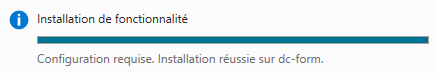 Installation de fonctionnalité
Configuration requise. Installation réussie sur dc-form.